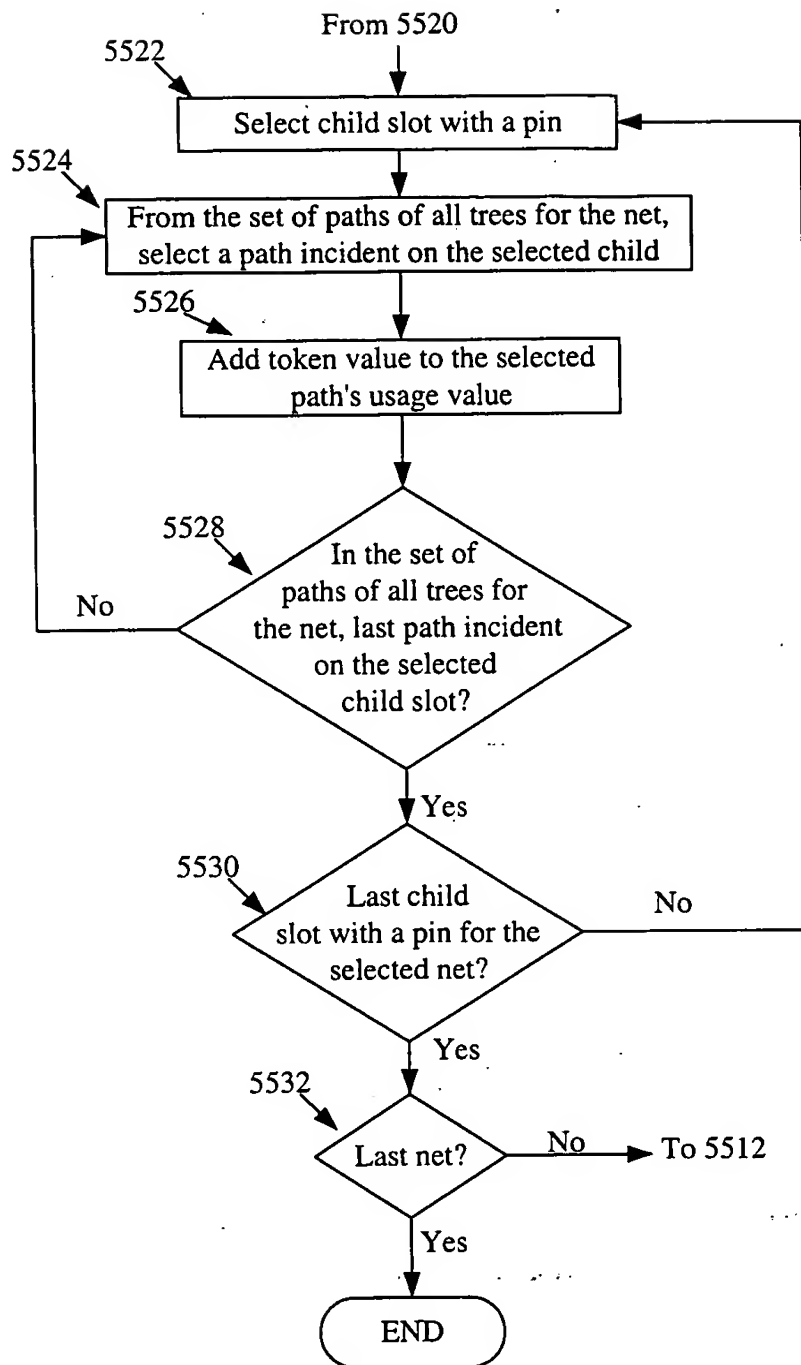 From 5520
5522
Select child slot with a pin
5524
From the set of paths of all trees for the net,
select a path incident on the selected child
5526
Add token value to the selected
path's usage value
5528
In the set of
paths of all trees for
the net, last path incident
on the selected
child slot?
No
Yes
5530
Last child
slot with a pin for the
selected net?
No
Yes
5532
Last net?
No
To 5512
Yes
END